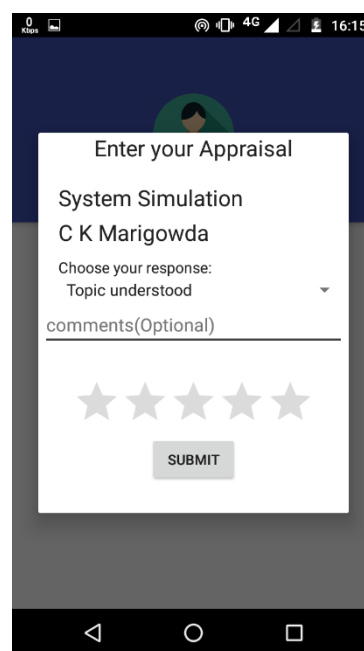 0
Kbps
4G
16:15
Enter your Appraisal
System Simulation
C K Marigowda
Choose your response:
Topic understood
comments(Optional)
SUBMIT